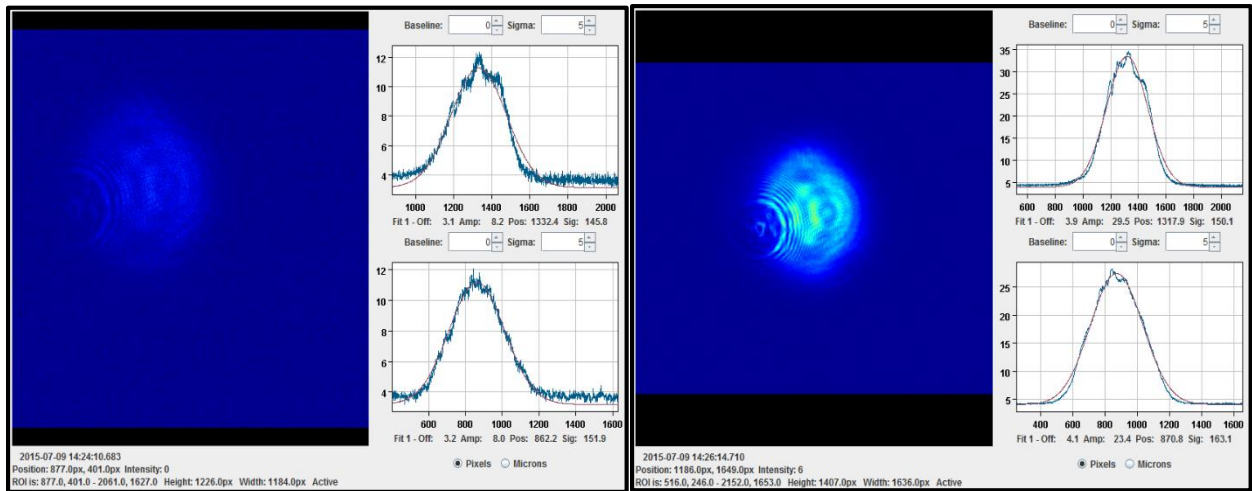 Baseline: 0 Sigma: 5
12
10
8
6
4
1000 1200 1400 1600 1800 2000
Fit 1 - Off: 3.1 Amp: 8.2 Pos: 1332.4 Sig: 145.8
Baseline: 0 Sigma: 5
12
10
8
6
4
600 800 1000 1200 1400 1600
Fit 1 - Off: 3.2 Amp: 8.0 Pos: 862.2 Sig: 151.9
2015-07-09 14:24:10.683
Position: 877.0px, 401.0px Intensity: 0
Pixels Microns
ROI is: 877.0, 401.0 - 2061.0, 1627.0 Height: 1226.0px Width: 1184.0px Active
Baseline: 0 Sigma: 5
35
30
25
20
15
10
5
600 800 1000 1200 1400 1600 1800 2000
Fit 1 - Off: 3.9 Amp: 29.5 Pos: 1317.9 Sig: 150.1
Baseline: 0 Sigma: 5
25
20
15
10
5
400 600 800 1000 1200 1400 1600
Fit 1 - Off: 4.1 Amp: 23.4 Pos: 870.8 Sig: 163.1
2015-07-09 14:26:14.710
Position: 1186.0px, 1649.0px Intensity: 6
Pixels Microns
ROI is: 516.0, 246.0 - 2152.0, 1653.0 Height: 1407.0px Width: 1636.0px Active